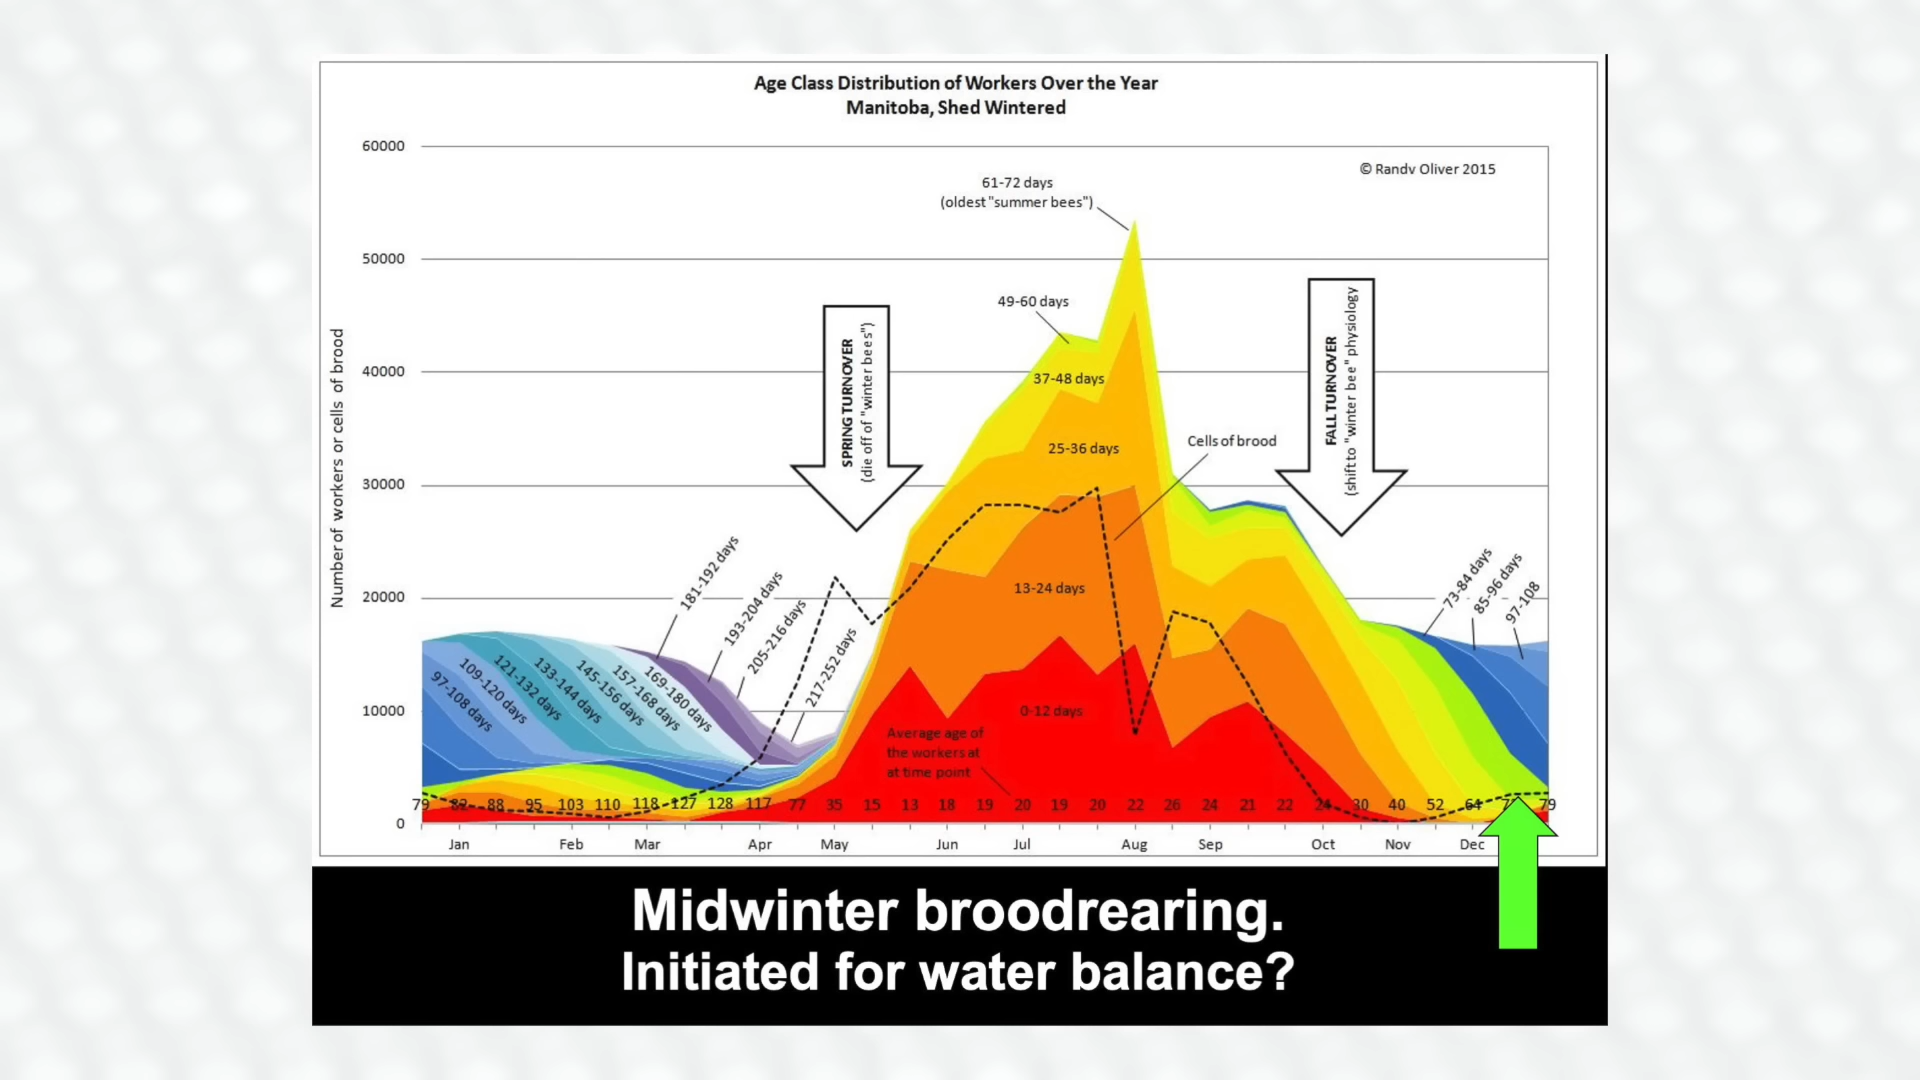 Age Class Distribution of Workers Over the Year
Manitoba, Shed Wintered
© Randy Oliver 2015
Number of workers or cells of brood
60000
50000
40000
30000
20000
10000
0
61-72 days
(oldest "summer bees")
49-60 days
37-48 days
25-36 days
13-24 days
0-12 days
Cells of brood
SPRING TURNOVER
(die off of "winter bees")
FALL TURNOVER
(shift to "winter bee" physiology
97-108 days
109-120 days
121-132 days
133-144 days
145-156 days
157-168 days
169-180 days
181-192 days
193-204 days
205-216 days
217-252 days
73-84 days
85-96 days
97-108
Average age of
the workers at
at time point
79 82 88 95 103 110 118 127 128 117 77 35 15 13 18 19 20 19 20 22 26 24 21 22 24 30 40 52 64 79
Jan Feb Mar Apr May Jun Jul Aug Sep Oct Nov Dec
Midwinter broodrearing.
Initiated for water balance?